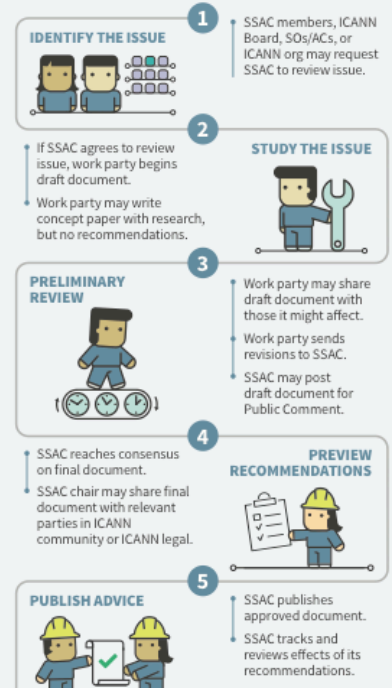 1
IDENTIFY THE ISSUE
SSAC members, ICANN
Board, SOs/ACs, or
ICANN org may request
SSAC to review issue.
2
STUDY THE ISSUE
If SSAC agrees to review
issue, work party begins
draft document.
Work party may write
concept paper with research,
but no recommendations.
3
PRELIMINARY
REVIEW
Work party may share
draft document with
those it might affect.
Work party sends
revisions to SSAC.
SSAC may post
draft document for
Public Comment.
4
PREVIEW
RECOMMENDATIONS
SSAC reaches consensus
on final document.
SSAC chair may share final
document with relevant
parties in ICANN
community or ICANN legal.
5
PUBLISH ADVICE
SSAC publishes
approved document.
SSAC tracks and
reviews effects of its
recommendations.